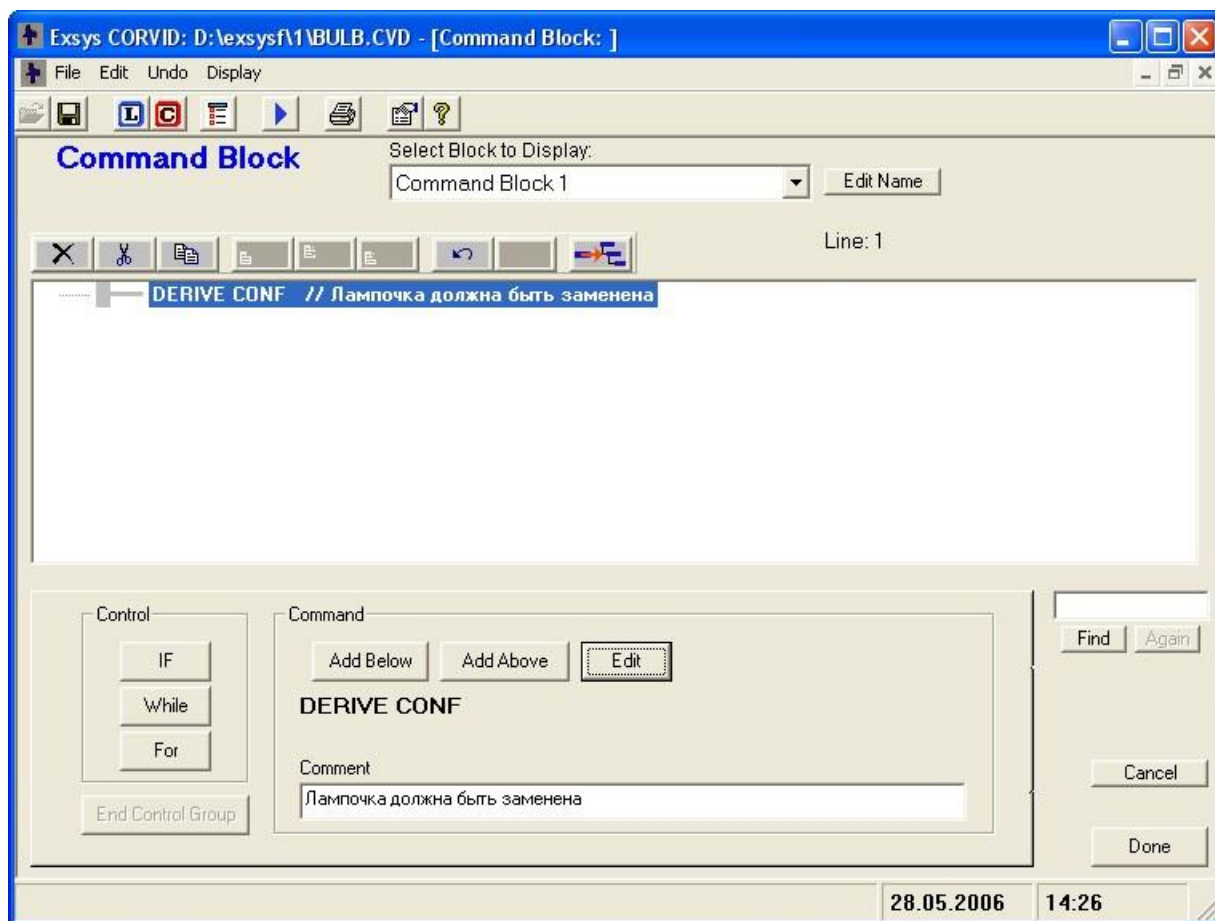 Exsys CORVID: D:\exsysf\1\BULB.CVD - [Command Block: ]
File Edit Undo Display
L C
Command Block
Select Block to Display:
Command Block 1
Edit Name
Line: 1
DERIVE CONF // Лампочка должна быть заменена
Control
IF
While
For
End Control Group
Command
Add Below
Add Above
Edit
DERIVE CONF
Comment
Лампочка должна быть заменена
Find
Again
Cancel
Done
28.05.2006
14:26